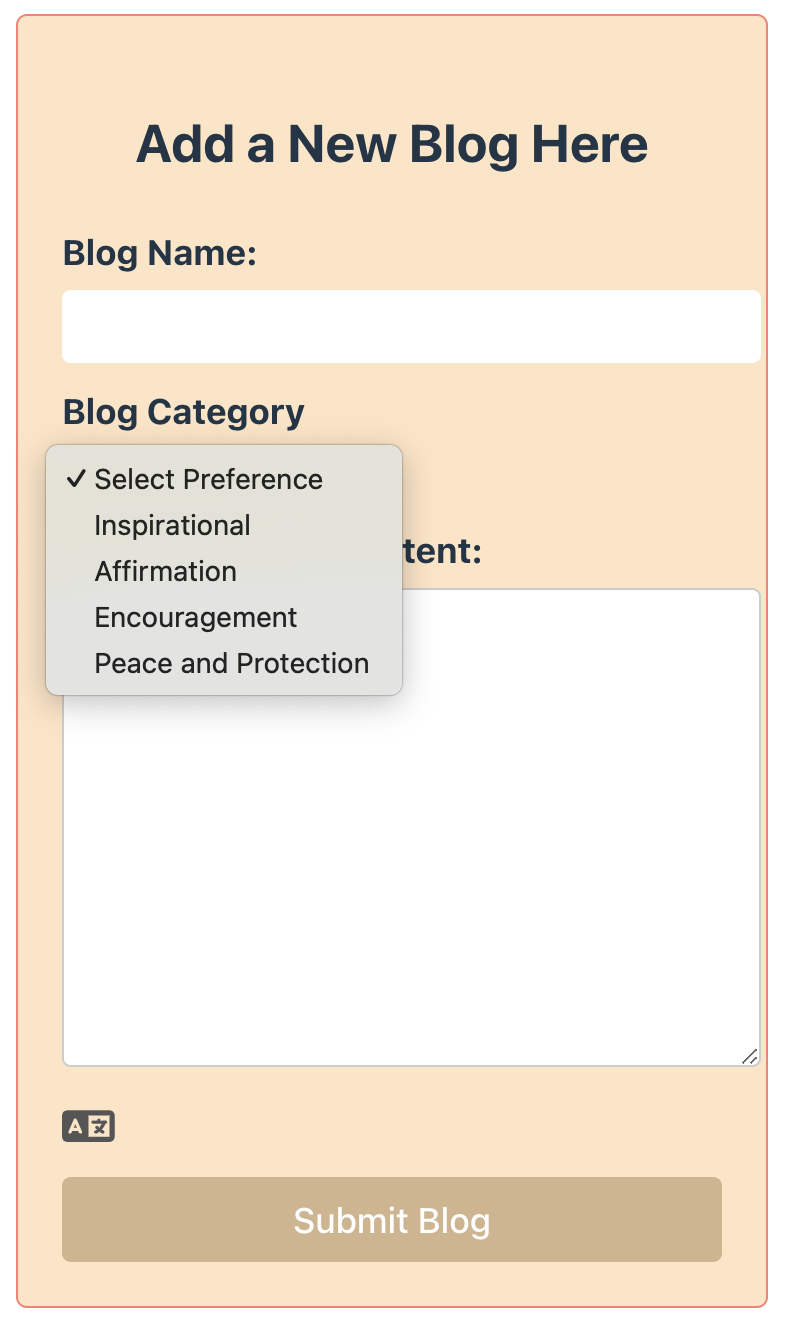 Add a New Blog Here
Blog Name:
Blog Category
✓ Select Preference
Inspirational
tent:
Affirmation
Encouragement
Peace and Protection
A 文
Submit Blog